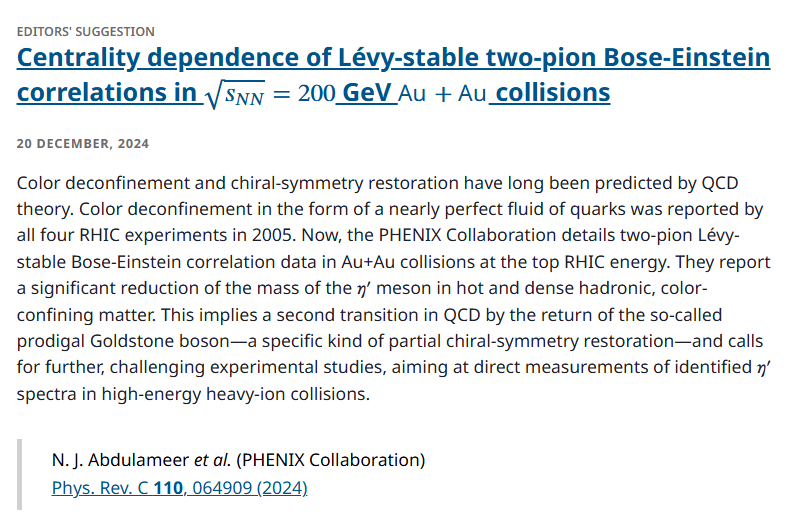 EDITORS' SUGGESTION
Centrality dependence of Lévy-stable two-pion Bose-Einstein
correlations in √sNN = 200 GeV Au + Au collisions
20 DECEMBER, 2024
Color deconfinement and chiral-symmetry restoration have long been predicted by QCD
theory. Color deconfinement in the form of a nearly perfect fluid of quarks was reported by
all four RHIC experiments in 2005. Now, the PHENIX Collaboration details two-pion Lévy-
stable Bose-Einstein correlation data in Au+Au collisions at the top RHIC energy. They report
a significant reduction of the mass of the η′ meson in hot and dense hadronic, color-
confining matter. This implies a second transition in QCD by the return of the so-called
prodigal Goldstone boson—a specific kind of partial chiral-symmetry restoration—and calls
for further, challenging experimental studies, aiming at direct measurements of identified η′
spectra in high-energy heavy-ion collisions.
N. J. Abdulameer et al. (PHENIX Collaboration)
Phys. Rev. C 110, 064909 (2024)